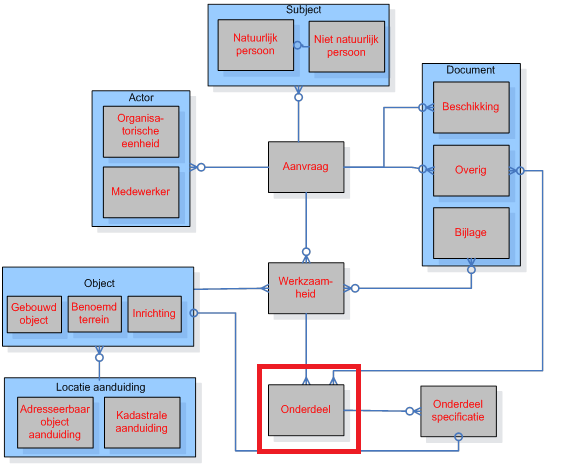 Subject
Natuurlijk
persoon
Niet natuurlijk
persoon
Actor
Organisa-
torische
eenheid
Medewerker
Aanvraag
Document
Beschikking
Overig
Bijlage
Werkzaam-
heid
Object
Gebouwd
object
Benoemd
terrein
Inrichting
Locatie aanduiding
Adresseerbaar
object
aanduiding
Kadastrale
aanduiding
Onderdeel
Onderdeel
specificatie